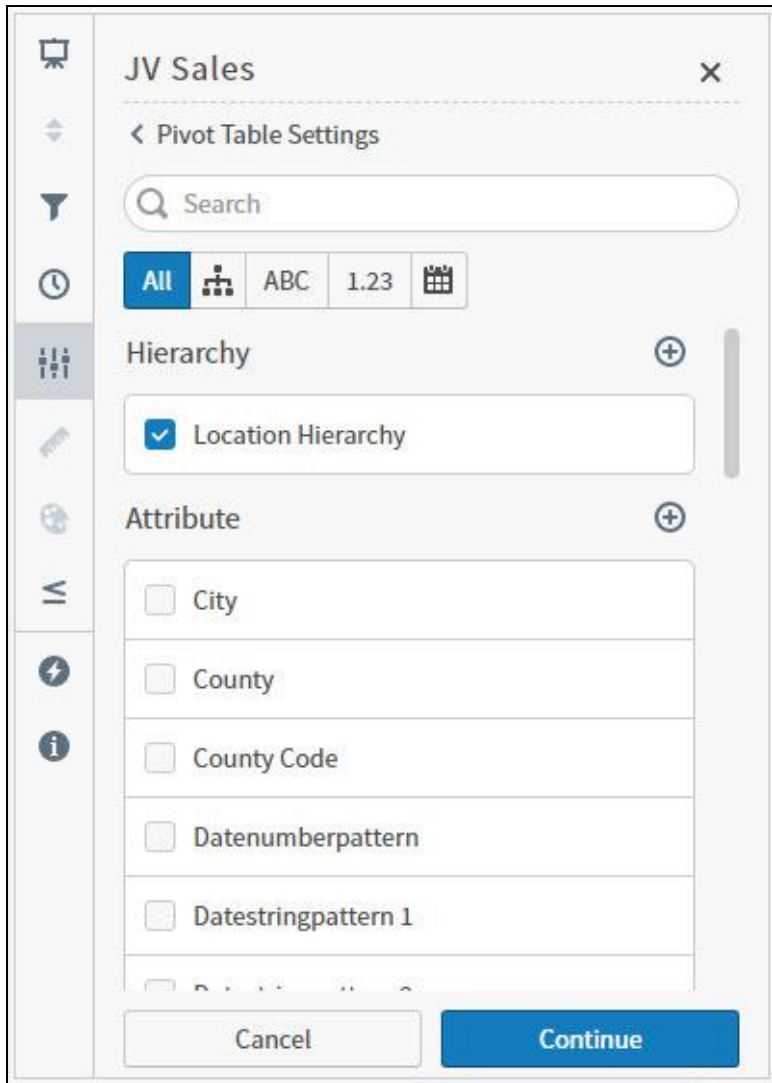 JV Sales
Pivot Table Settings
Search
All ABC 1.23
Hierarchy
Location Hierarchy
Attribute
City
County
County Code
Datenumberpattern
Datestringpattern 1
Cancel Continue